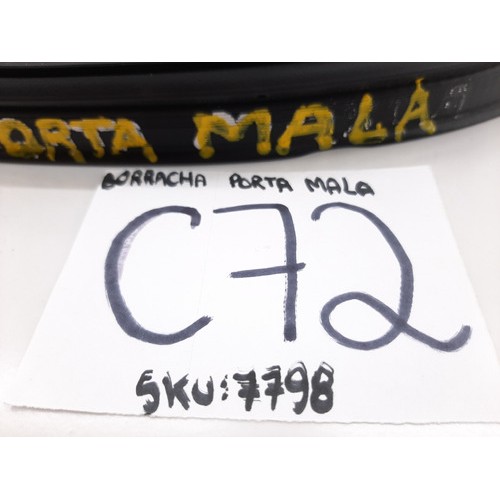 PORTA MALA
BORRACHA PORTA MALA
C72
SKU:7798